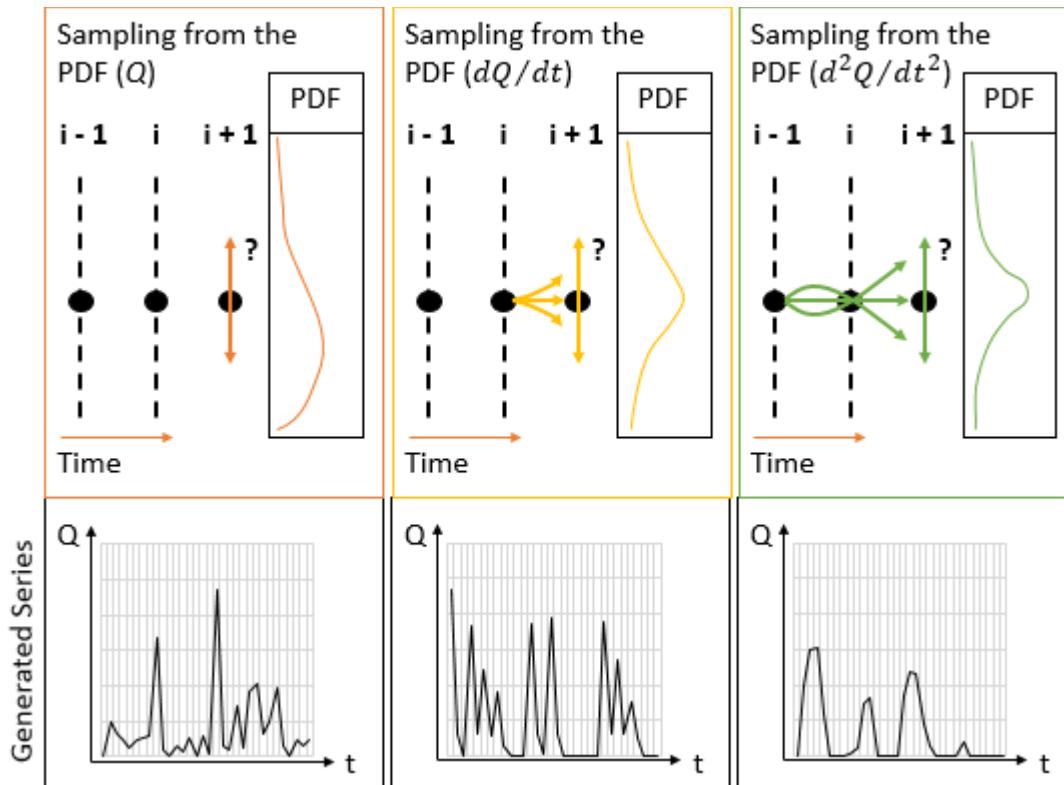 Sampling from the
PDF (Q)
PDF
i - 1 i i + 1
?
Time
Sampling from the
PDF (dQ/dt)
PDF
i - 1 i i + 1
?
Time
Sampling from the
PDF (d²Q/dt²)
PDF
i - 1 i i + 1
?
Time
Generated Series
Q
t
Q
t
Q
t